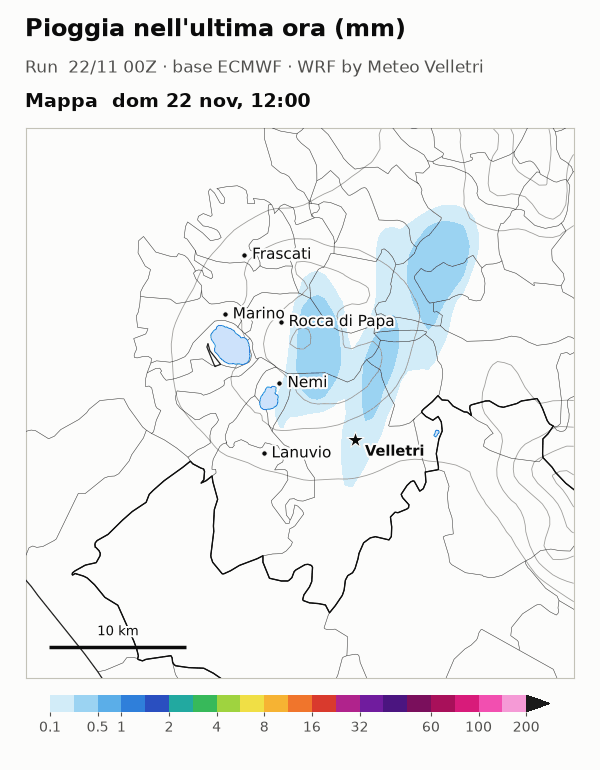 Pioggia nell'ultima ora (mm)
Run  22/11 00Z · base ECMWF · WRF by Meteo Velletri
Mappa  dom 22 nov, 12:00
Frascati
Marino
Rocca di Papa
Nemi
Velletri
Lanuvio
10 km
0.1 0.5 1 2 4 8 16 32 60 100 200